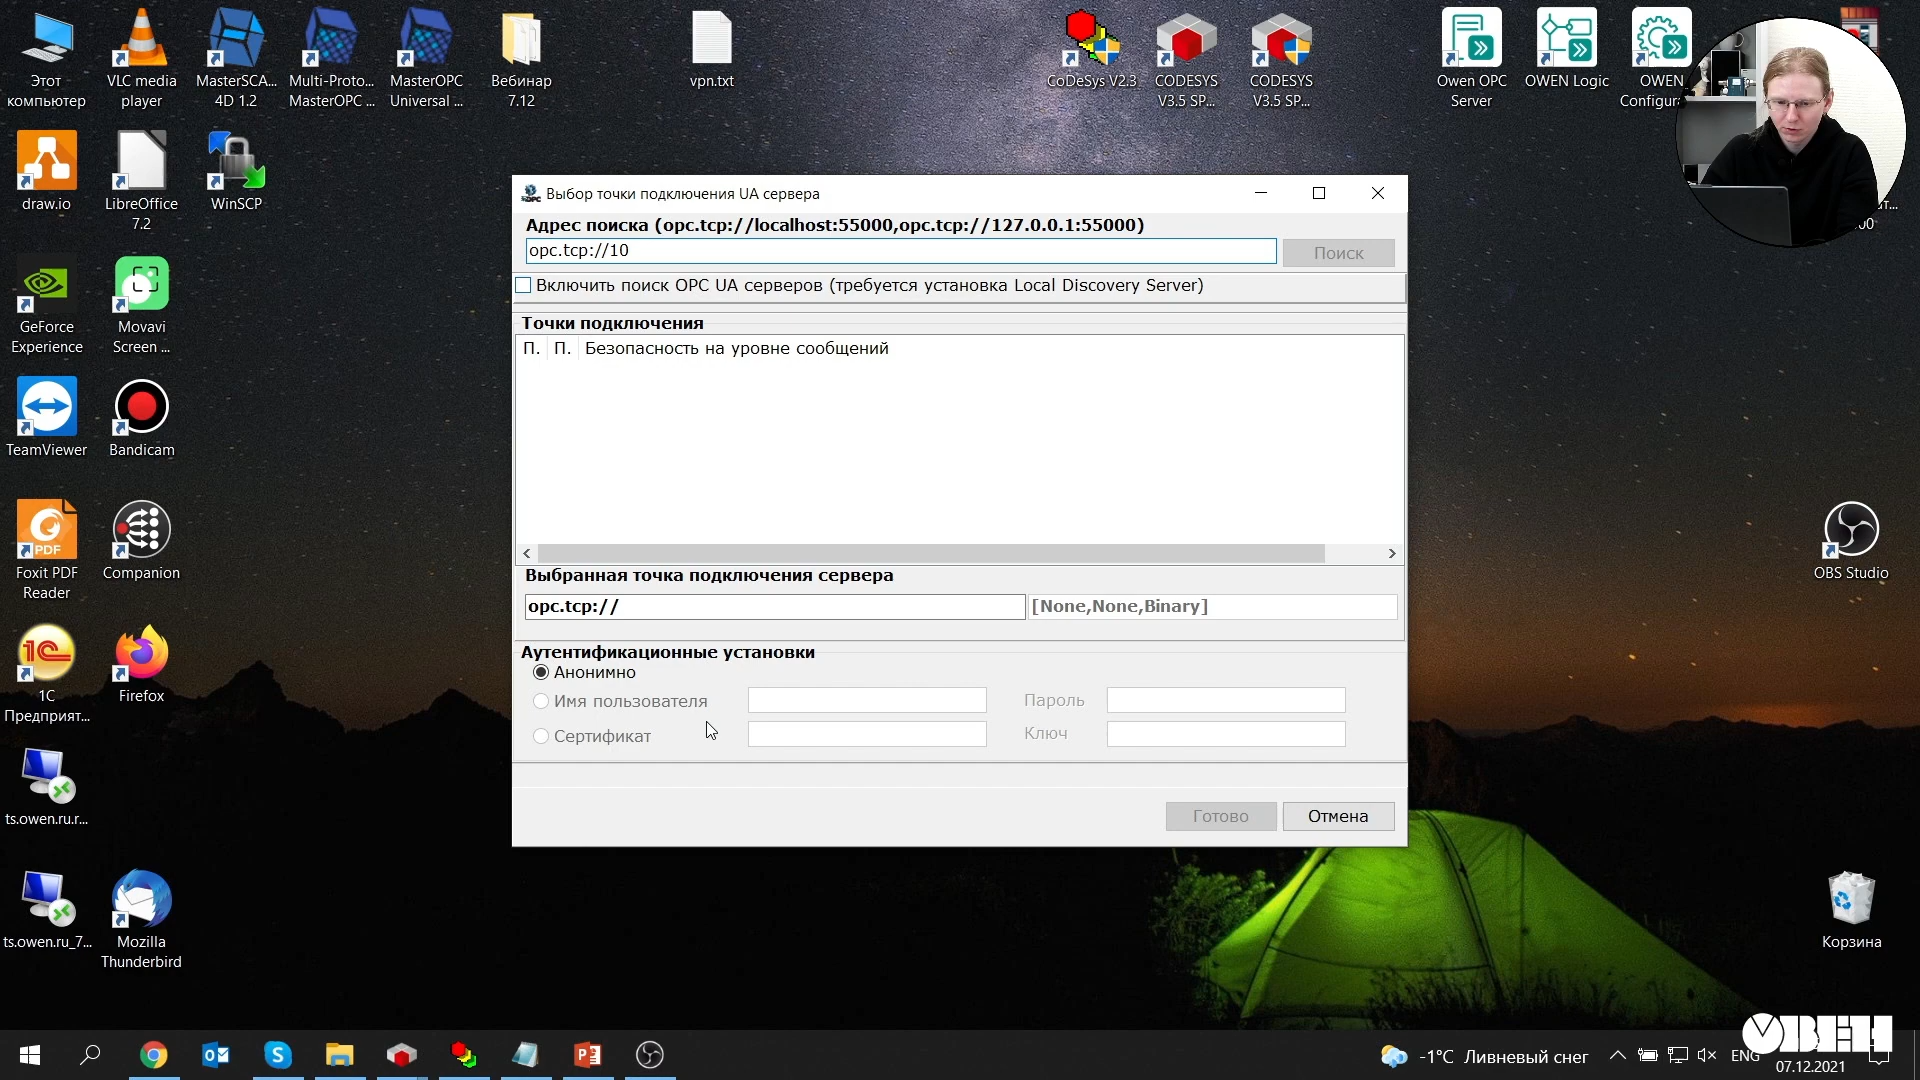 Этот
компьютер
VLC media
player
MasterSCA...
4D 1.2
Multi-Proto...
MasterOPC ...
MasterOPC
Universal ...
Вебинар
7.12
vpn.txt
CoDeSys V2.3
CODESYS
V3.5 SP...
CODESYS
V3.5 SP...
Owen OPC
Server
OWEN Logic
OWEN
Configura
draw.io
LibreOffice
7.2
WinSCP
GeForce
Experience
Movavi
Screen ...
TeamViewer
Bandicam
PDF
Foxit PDF
Reader
Companion
1C
Предприят...
Firefox
ts.owen.ru.r...
ts.owen.ru_7...
Mozilla
Thunderbird
OBS Studio
Корзина
Выбор точки подключения UA сервера
Адрес поиска (opc.tcp://localhost:55000,opc.tcp://127.0.0.1:55000)
opc.tcp://10
Поиск
Включить поиск OPC UA серверов (требуется установка Local Discovery Server)
Точки подключения
П. П. Безопасность на уровне сообщений
Выбранная точка подключения сервера
opc.tcp://
[None,None,Binary]
Аутентификационные установки
Анонимно
Имя пользователя
Пароль
Сертификат
Ключ
Готово
Отмена
-1°C Ливневый снег
ENG
07.12.2021
ОВЕН